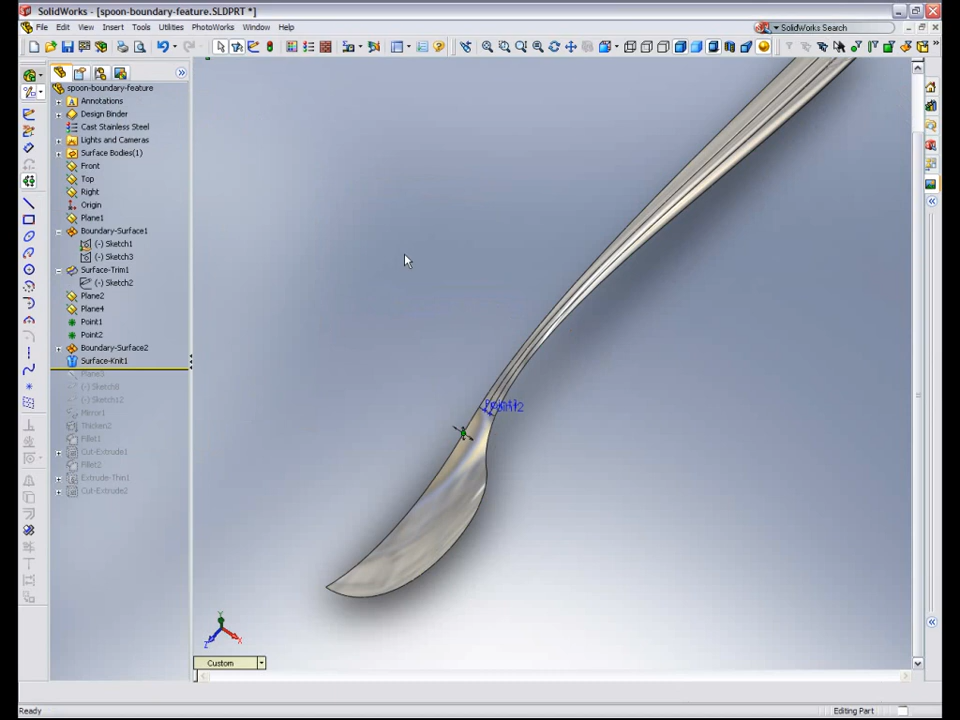 SolidWorks - [spoon-boundary-feature.SLDPRT *]
File Edit View Insert Tools Utilities PhotoWorks Window Help
SolidWorks Search
spoon-boundary-feature
Annotations
Design Binder
Cast Stainless Steel
Lights and Cameras
Surface Bodies(1)
Front
Top
Right
Origin
Plane1
Boundary-Surface1
(-) Sketch1
(-) Sketch3
Surface-Trim1
(-) Sketch2
Plane2
Plane4
Point1
Point2
Boundary-Surface2
Surface-Knit1
Plane3
Mirror1
Thicken2
Fillet1
Cut-Extrude1
Fillet2
Extrude-Thin1
Cut-Extrude2
Y
X
Z
Custom
Ready
Editing Part